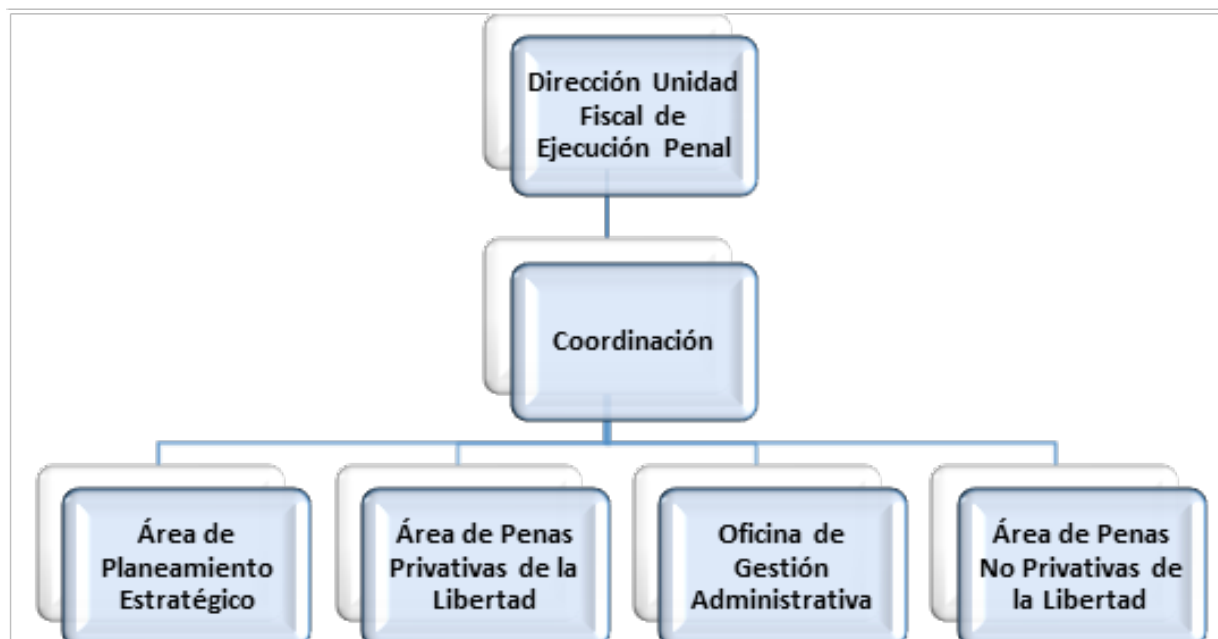 Dirección Unidad
Fiscal de
Ejecución Penal
Coordinación
Área de
Planeamiento
Estratégico
Área de Penas
Privativas de la
Libertad
Oficina de
Gestión
Administrativa
Área de Penas
No Privativas de
la Libertad